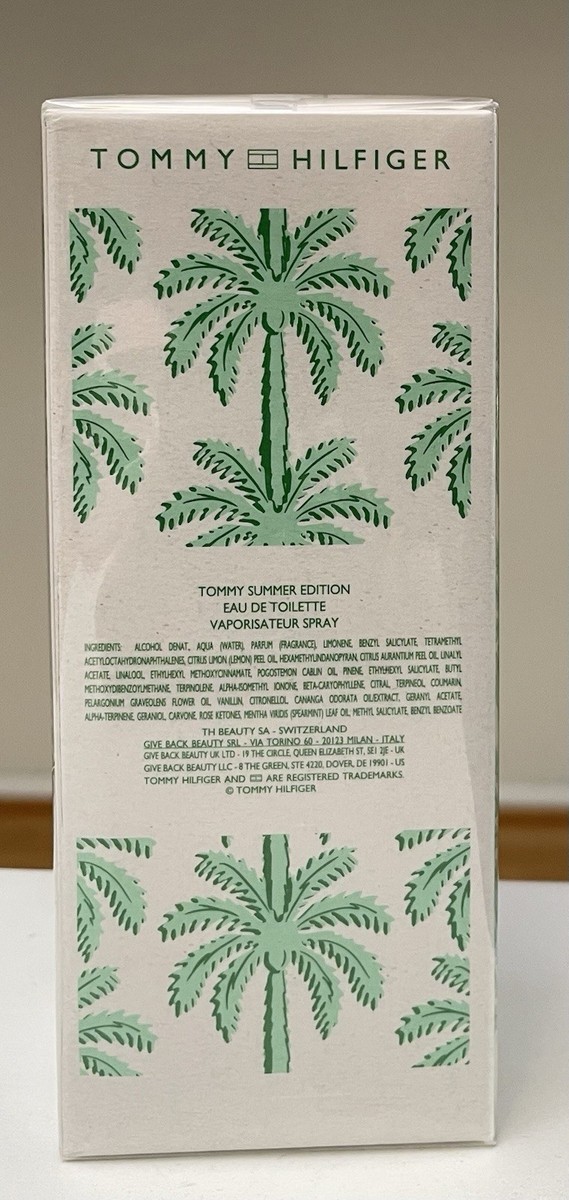 TOMMY HILFIGER
TOMMY SUMMER EDITION
EAU DE TOILETTE
VAPORISATEUR SPRAY
INGREDIENTS: ALCOHOL DENAT., AQUA (WATER), PARFUM (FRAGRANCE), LIMONENE, BENZYL SALICYLATE, TETRAMETHYL
ACETYLOCTAHYDRONAPHTHALENES, CITRUS LIMON (LEMON) PEEL OIL, HEXAMETHYLINDANOPYRAN, CITRUS AURANTIUM PEEL OIL, LINALYL
ACETATE, LINALOOL, ETHYLHEXYL METHOXYCINNAMATE, POGOSTEMON CABLIN OIL, PINENE, ETHYLHEXYL SALICYLATE, BUTYL
METHOXYDIBENZOYLMETHANE, TERPINOLENE, ALPHA-ISOMETHYL IONONE, BETA-CARYOPHYLLENE, CITRAL, TERPINEOL, COUMARIN,
PELARGONIUM GRAVEOLENS FLOWER OIL, VANILLIN, CITRONELLOL, CANANGA ODORATA OIL/EXTRACT, GERANYL ACETATE,
ALPHA-TERPINENE, GERANIOL, CARVONE, ROSE KETONES, MENTHA VIRIDIS (SPEARMINT) LEAF OIL, METHYL SALICYLATE, BENZYL BENZOATE
TH BEAUTY SA - SWITZERLAND
GIVE BACK BEAUTY SRL - VIA TORINO 60 - 20123 MILAN - ITALY
GIVE BACK BEAUTY UK LTD - 19 THE CIRCLE, QUEEN ELIZABETH ST, SE1 2JE - UK
GIVE BACK BEAUTY LLC - 8 THE GREEN, STE 4220, DOVER, DE 19901 - US
TOMMY HILFIGER AND ARE REGISTERED TRADEMARKS.
© TOMMY HILFIGER